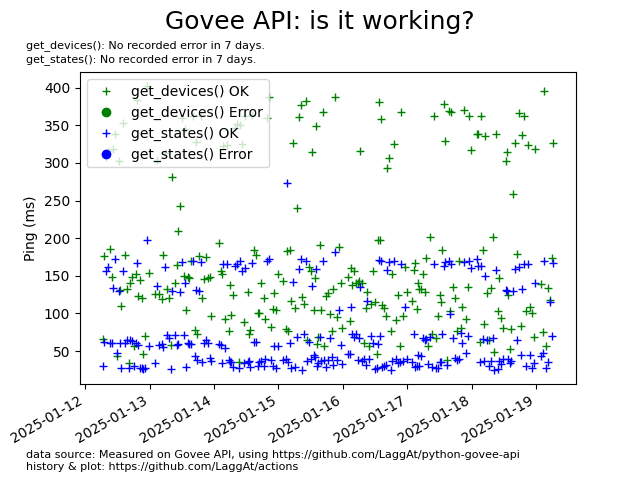 Govee API: is it working?
get_devices(): No recorded error in 7 days.
get_states(): No recorded error in 7 days.
get_devices() OK
get_devices() Error
get_states() OK
get_states() Error
Ping (ms)
400
350
300
250
200
150
100
50
2025-01-12
2025-01-13
2025-01-14
2025-01-15
2025-01-16
2025-01-17
2025-01-18
2025-01-19
data source: Measured on Govee API, using https://github.com/LaggAt/python-govee-api
history & plot: https://github.com/LaggAt/actions